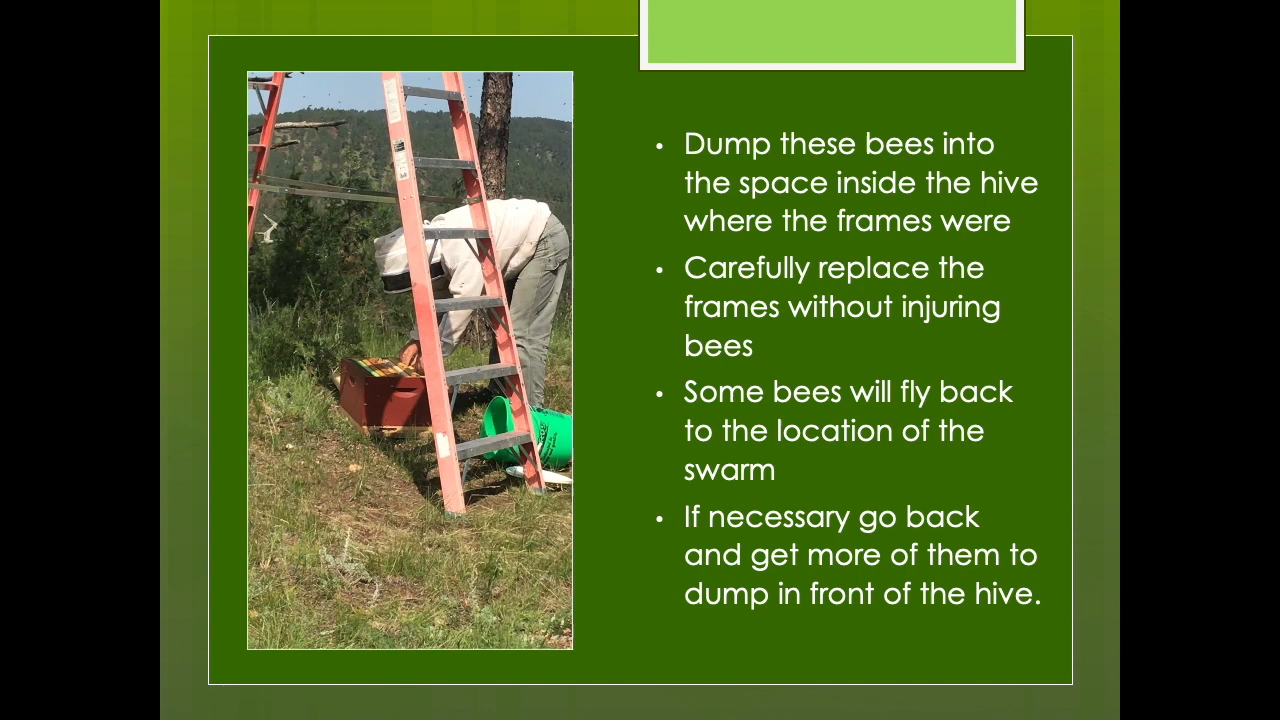 • Dump these bees into
the space inside the hive
where the frames were
• Carefully replace the
frames without injuring
bees
• Some bees will fly back
to the location of the
swarm
• If necessary go back
and get more of them to
dump in front of the hive.